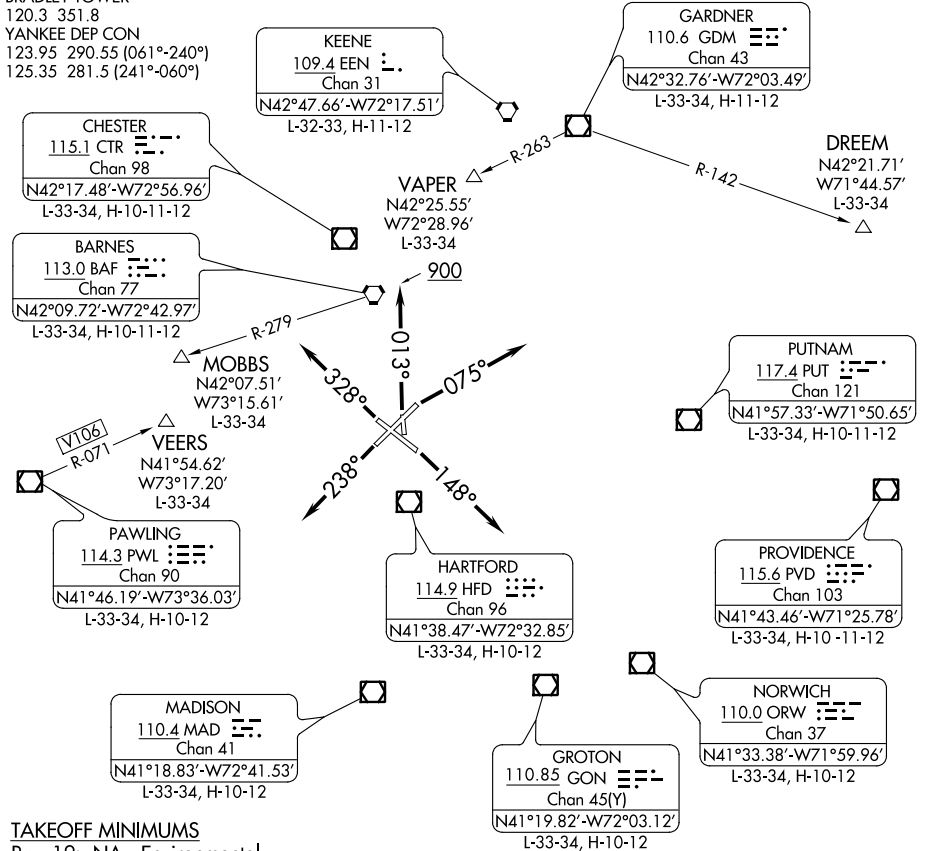 BRADLEY TOWER
120.3 351.8
YANKEE DEP CON
123.95 290.55 (061°-240°)
125.35 281.5 (241°-060°)
KEENE
109.4 EEN
Chan 31
N42°47.66'-W72°17.51'
L-32-33, H-11-12
GARDNER
110.6 GDM
Chan 43
N42°32.76'-W72°03.49'
L-33-34, H-11-12
CHESTER
115.1 CTR
Chan 98
N42°17.48'-W72°56.96'
L-33-34, H-10-11-12
R-263
R-142
DREEM
N42°21.71'
W71°44.57'
L-33-34
VAPER
N42°25.55'
W72°28.96'
L-33-34
BARNES
113.0 BAF
Chan 77
N42°09.72'-W72°42.97'
L-33-34, H-10-11-12
900
R-279
MOBBS
N42°07.51'
W73°15.61'
L-33-34
013°
328°
075°
238°
148°
PUTNAM
117.4 PUT
Chan 121
N41°57.33'-W71°50.65'
L-33-34, H-10-11-12
V106
R-071
VEERS
N41°54.62'
W73°17.20'
L-33-34
PAWLING
114.3 PWL
Chan 90
N41°46.19'-W73°36.03'
L-33-34, H-10-12
HARTFORD
114.9 HFD
Chan 96
N41°38.47'-W72°32.85'
L-33-34, H-10-12
PROVIDENCE
115.6 PVD
Chan 103
N41°43.46'-W71°25.78'
L-33-34, H-10 -11-12
MADISON
110.4 MAD
Chan 41
N41°18.83'-W72°41.53'
L-33-34, H-10-12
GROTON
110.85 GON
Chan 45(Y)
N41°19.82'-W72°03.12'
L-33-34, H-10-12
NORWICH
110.0 ORW
Chan 37
N41°33.38'-W71°59.96'
L-33-34, H-10-12
TAKEOFF MINIMUMS